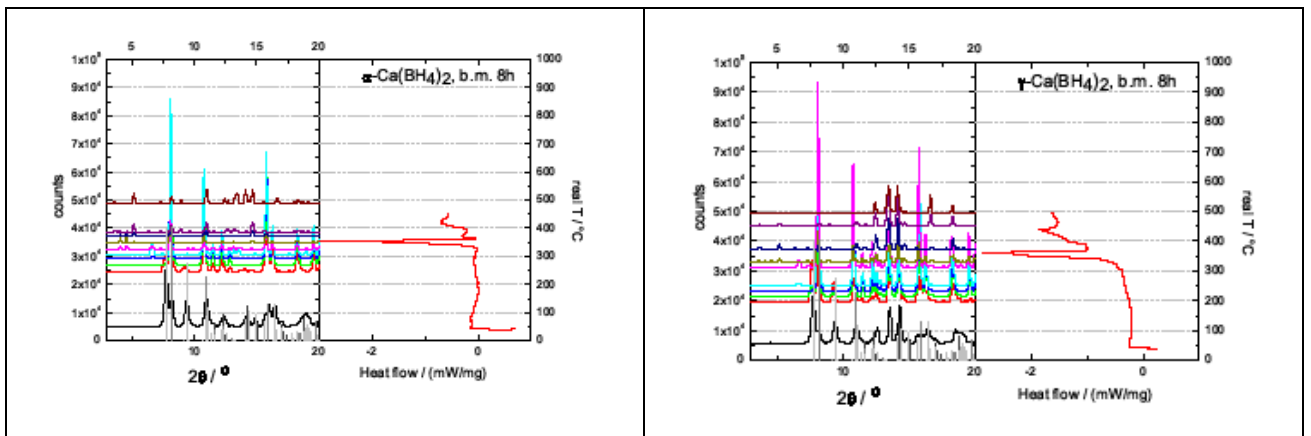 5 10 15 20
1x10⁵ 1000
α-Ca(BH4)2, b.m. 8h
9x10⁴ 900
8x10⁴ 800
7x10⁴ 700
6x10⁴ 600
5x10⁴ 500
4x10⁴ 400
3x10⁴ 300
2x10⁴ 200
1x10⁴ 100
0 0
counts
real T / °C
10 20 -2 0
2θ / °
Heat flow / (mW/mg)
5 10 15 20
1x10⁵ 1000
γ-Ca(BH4)2, b.m. 8h
9x10⁴ 900
8x10⁴ 800
7x10⁴ 700
6x10⁴ 600
5x10⁴ 500
4x10⁴ 400
3x10⁴ 300
2x10⁴ 200
1x10⁴ 100
0 0
counts
real T / °C
10 20 -2 0
2θ / °
Heat flow / (mW/mg)